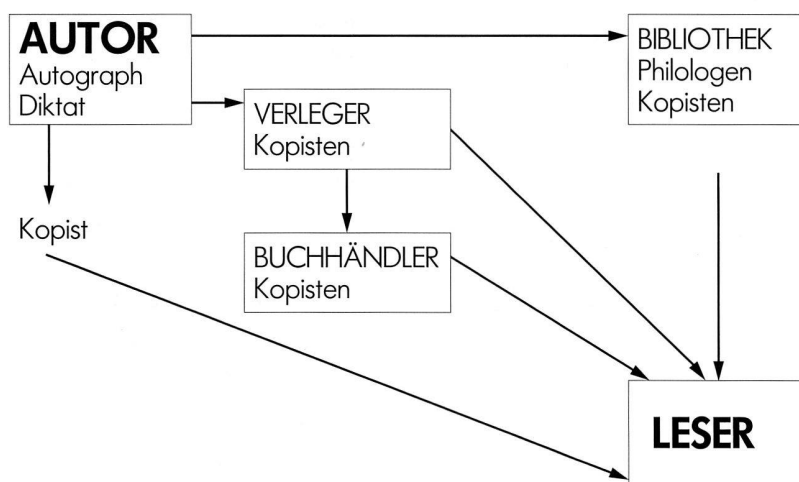 AUTOR
Autograph
Diktat
BIBLIOTHEK
Philologen
Kopisten
VERLEGER
Kopisten
Kopist
BUCHHÄNDLER
Kopisten
LESER